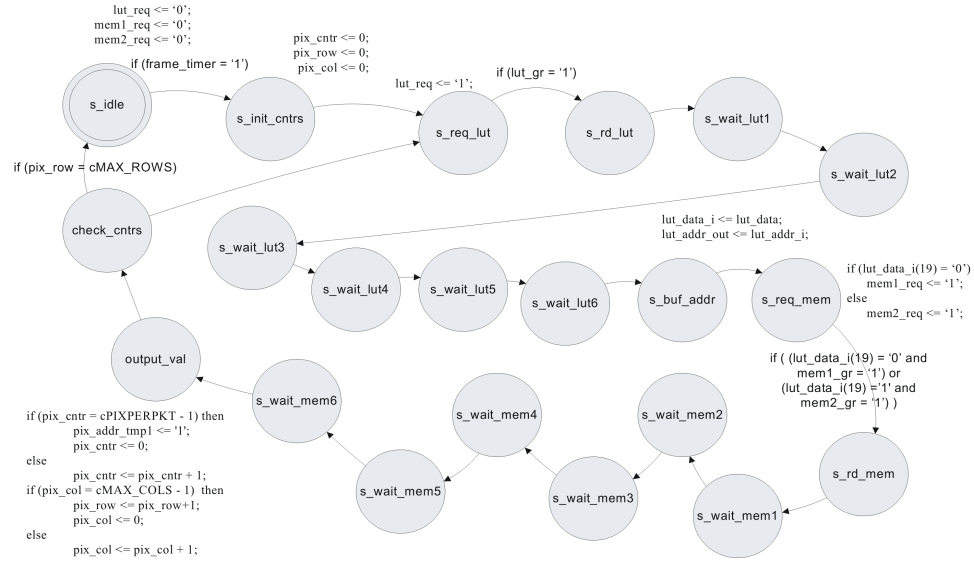 lut_req <= ‘0’;
mem1_req <= ‘0’;
mem2_req <= ‘0’;
if (frame_timer = ‘1’)
s_idle
pix_cntr <= 0;
pix_row <= 0;
pix_col <= 0;
s_init_cntrs
lut_req <= ‘1’;
if (lut_gr = ‘1’)
s_req_lut
s_rd_lut
s_wait_lut1
s_wait_lut2
if (pix_row = cMAX_ROWS)
check_cntrs
s_wait_lut3
s_wait_lut4
s_wait_lut5
s_wait_lut6
lut_data_i <= lut_data;
lut_addr_out <= lut_addr_i;
s_buf_addr
s_req_mem
if (lut_data_i(19) = ‘0’)
mem1_req <= ‘1’;
else
mem2_req <= ‘1’;
if ( (lut_data_i(19) = ‘0’ and
mem1_gr = ‘1’) or
(lut_data_i(19) ='1' and
mem2_gr = ‘1’) )
s_rd_mem
s_wait_mem1
s_wait_mem2
s_wait_mem3
s_wait_mem4
s_wait_mem5
s_wait_mem6
output_val
if (pix_cntr = cPIXPERPKT - 1) then
pix_addr_tmp1 <= '1';
pix_cntr <= 0;
else
pix_cntr <= pix_cntr + 1;
if (pix_col = cMAX_COLS - 1) then
pix_row <= pix_row+1;
pix_col <= 0;
else
pix_col <= pix_col + 1;